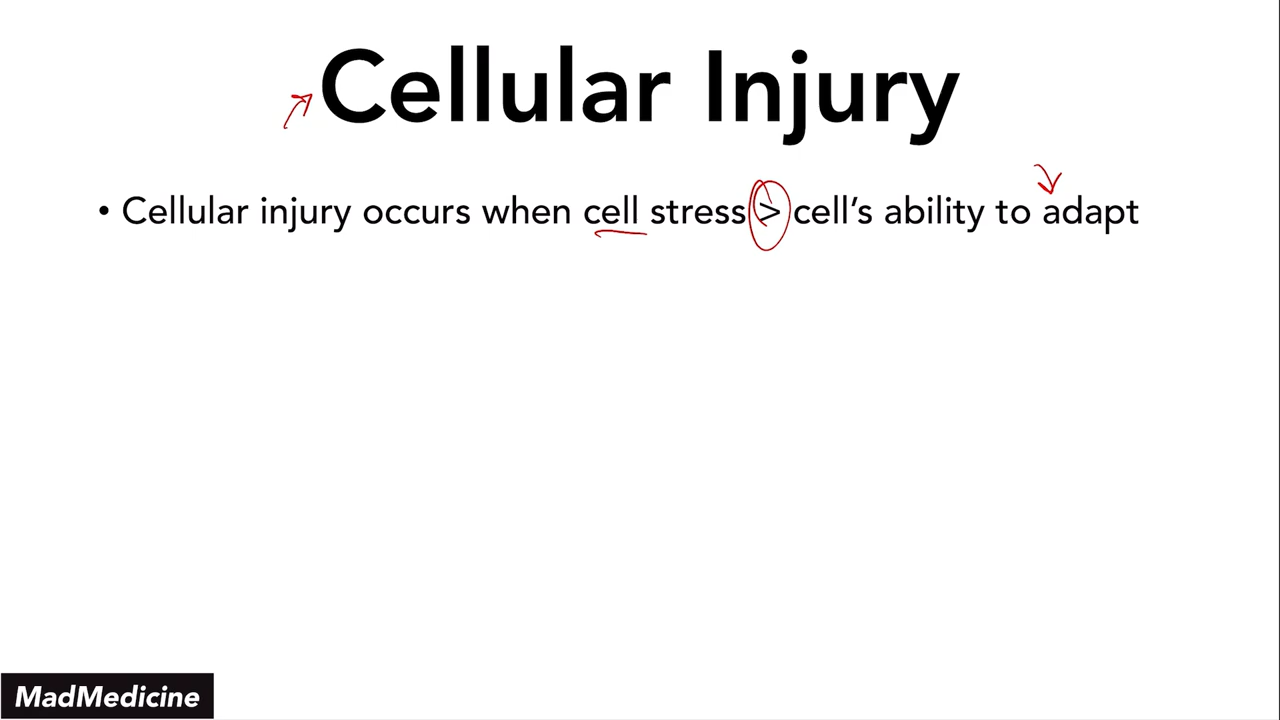 Cellular Injury
• Cellular injury occurs when cell stress > cell's ability to adapt
MadMedicine